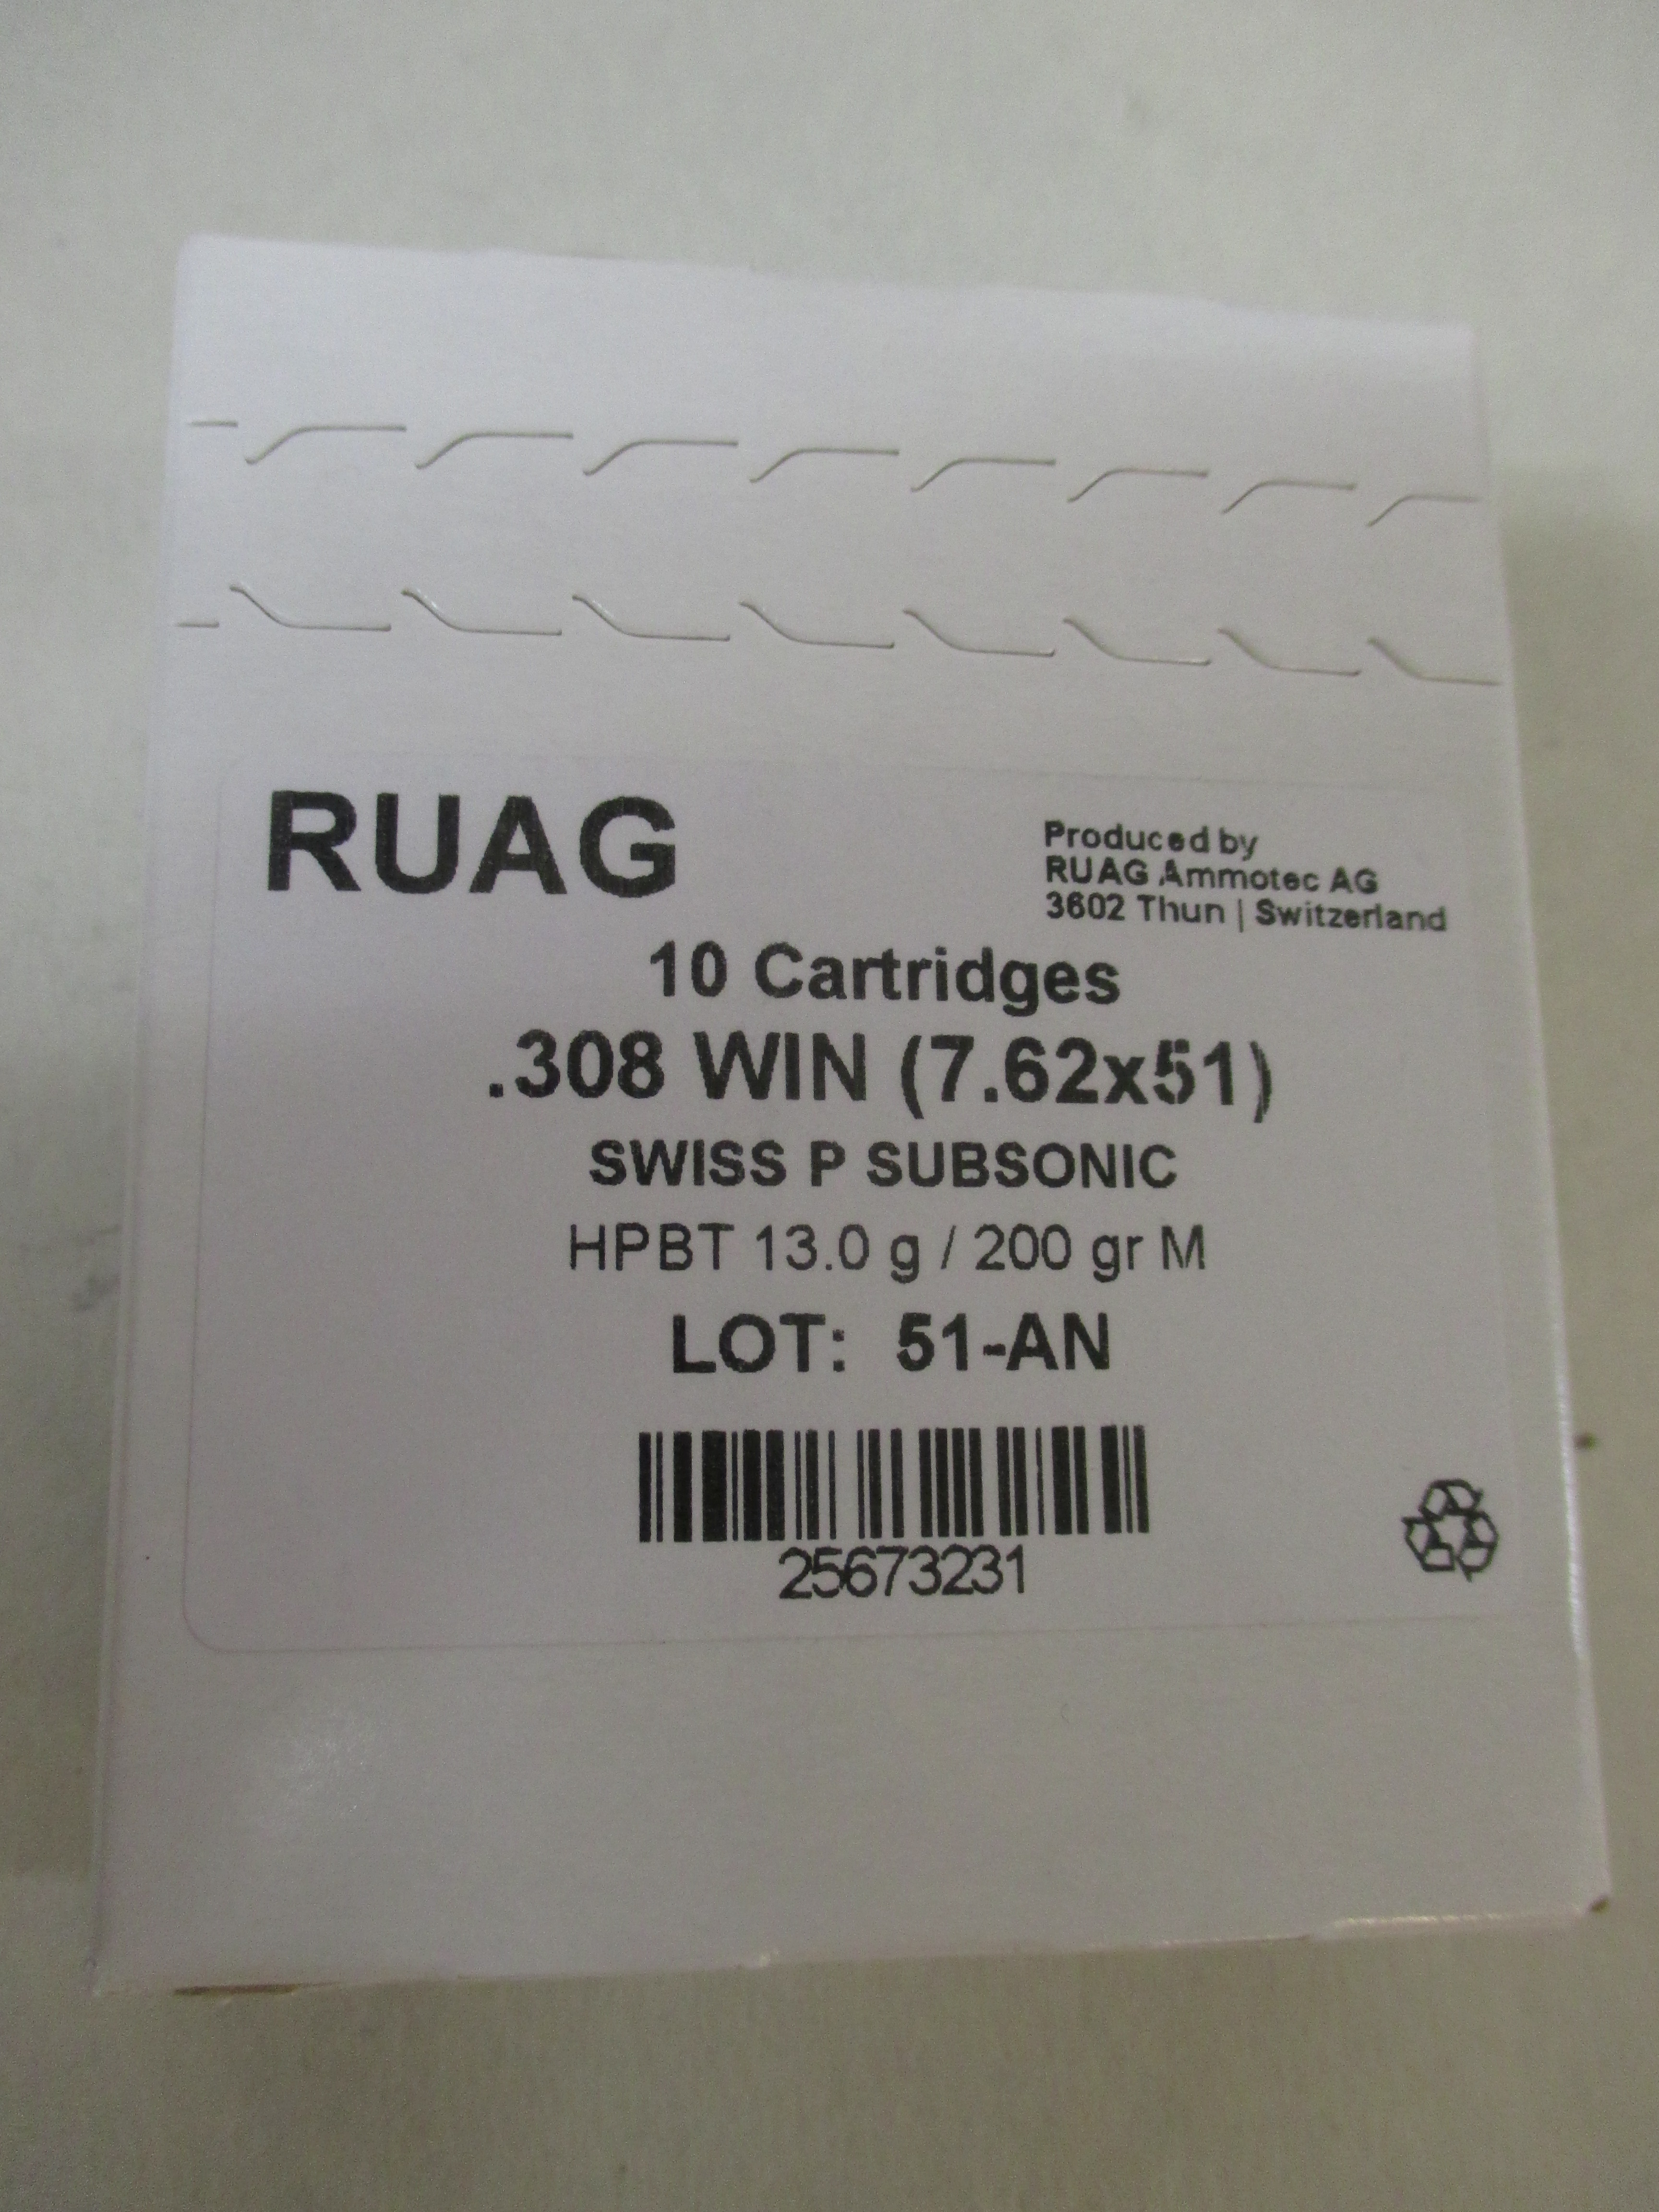 RUAG
Produced by
RUAG Ammotec AG
3602 Thun | Switzerland
10 Cartridges
.308 WIN (7.62x51)
SWISS P SUBSONIC
HPBT 13.0 g / 200 gr M
LOT: 51-AN
25673231